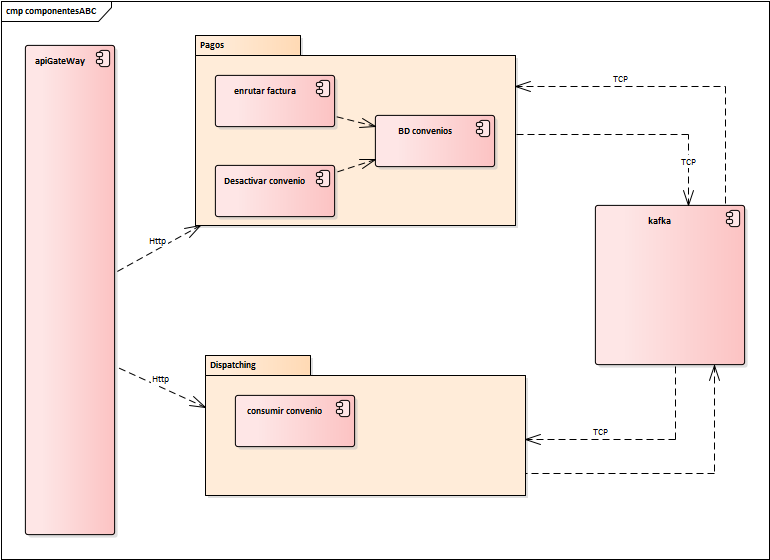 cmp componentesABC
apiGateWay
Pagos
enrutar factura
BD convenios
Desactivar convenio
TCP
TCP
kafka
Http
Http
Dispatching
consumir convenio
TCP